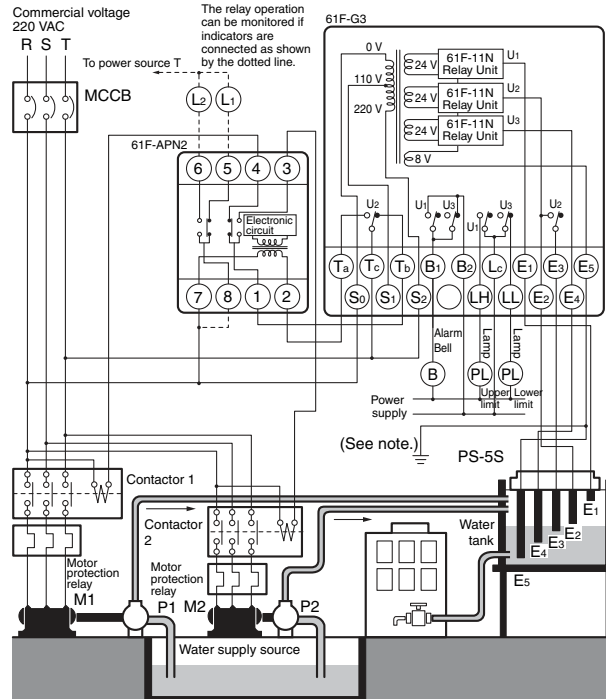 Commercial voltage
220 VAC
R S T
The relay operation
can be monitored if
indicators are
connected as shown
by the dotted line.
To power source T
MCCB
L2 L1
61F-APN2
6 5 4 3
Electronic
circuit
7 8 1 2
61F-G3
0 V
110 V
220 V
24 V
61F-11N
Relay Unit
U1
24 V
61F-11N
Relay Unit
U2
24 V
61F-11N
Relay Unit
U3
8 V
U2
U1
U3
U1
U3
U2
Ta Tc Tb B1 B2 Lc E1 E3 E5
S0 S1 S2 LH LL E2 E4
Alarm
Bell
Lamp
Lamp
B
PL
PL
Upper
limit
Lower
limit
Power
supply
(See note.)
PS-5S
Contactor 1
Contactor
2
Water
tank
E1
E2
E3
E4
E5
Motor
protection
relay
Motor
protection
relay
M1
P1
M2
P2
Water supply source